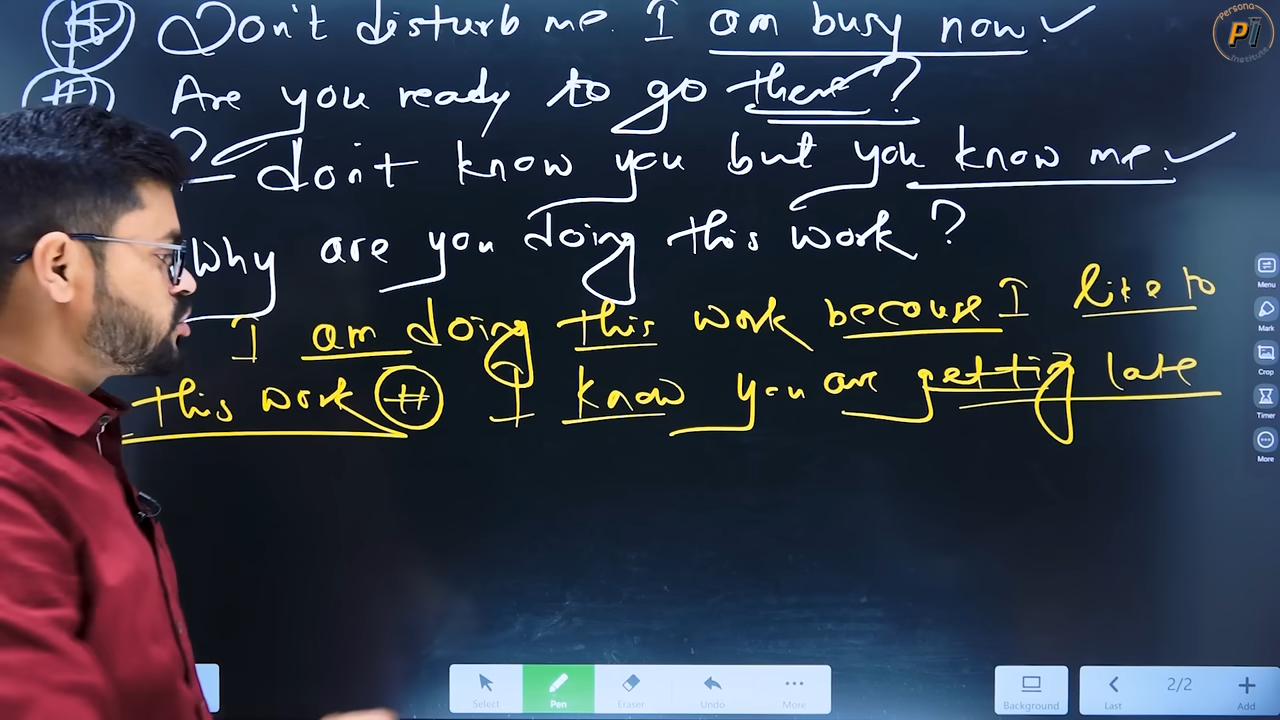 # Don't disturb me. I am busy now.
# Are you ready to go there?
don't know you but you know me.
Why are you doing this work?
I am doing this work because I like to
this work # I know you are gettig late
Persona
PI
Institute
Menu
Mark
Crop
Timer
More
Select
Pen
Eraser
Undo
More
Background
Last
2/2
Add